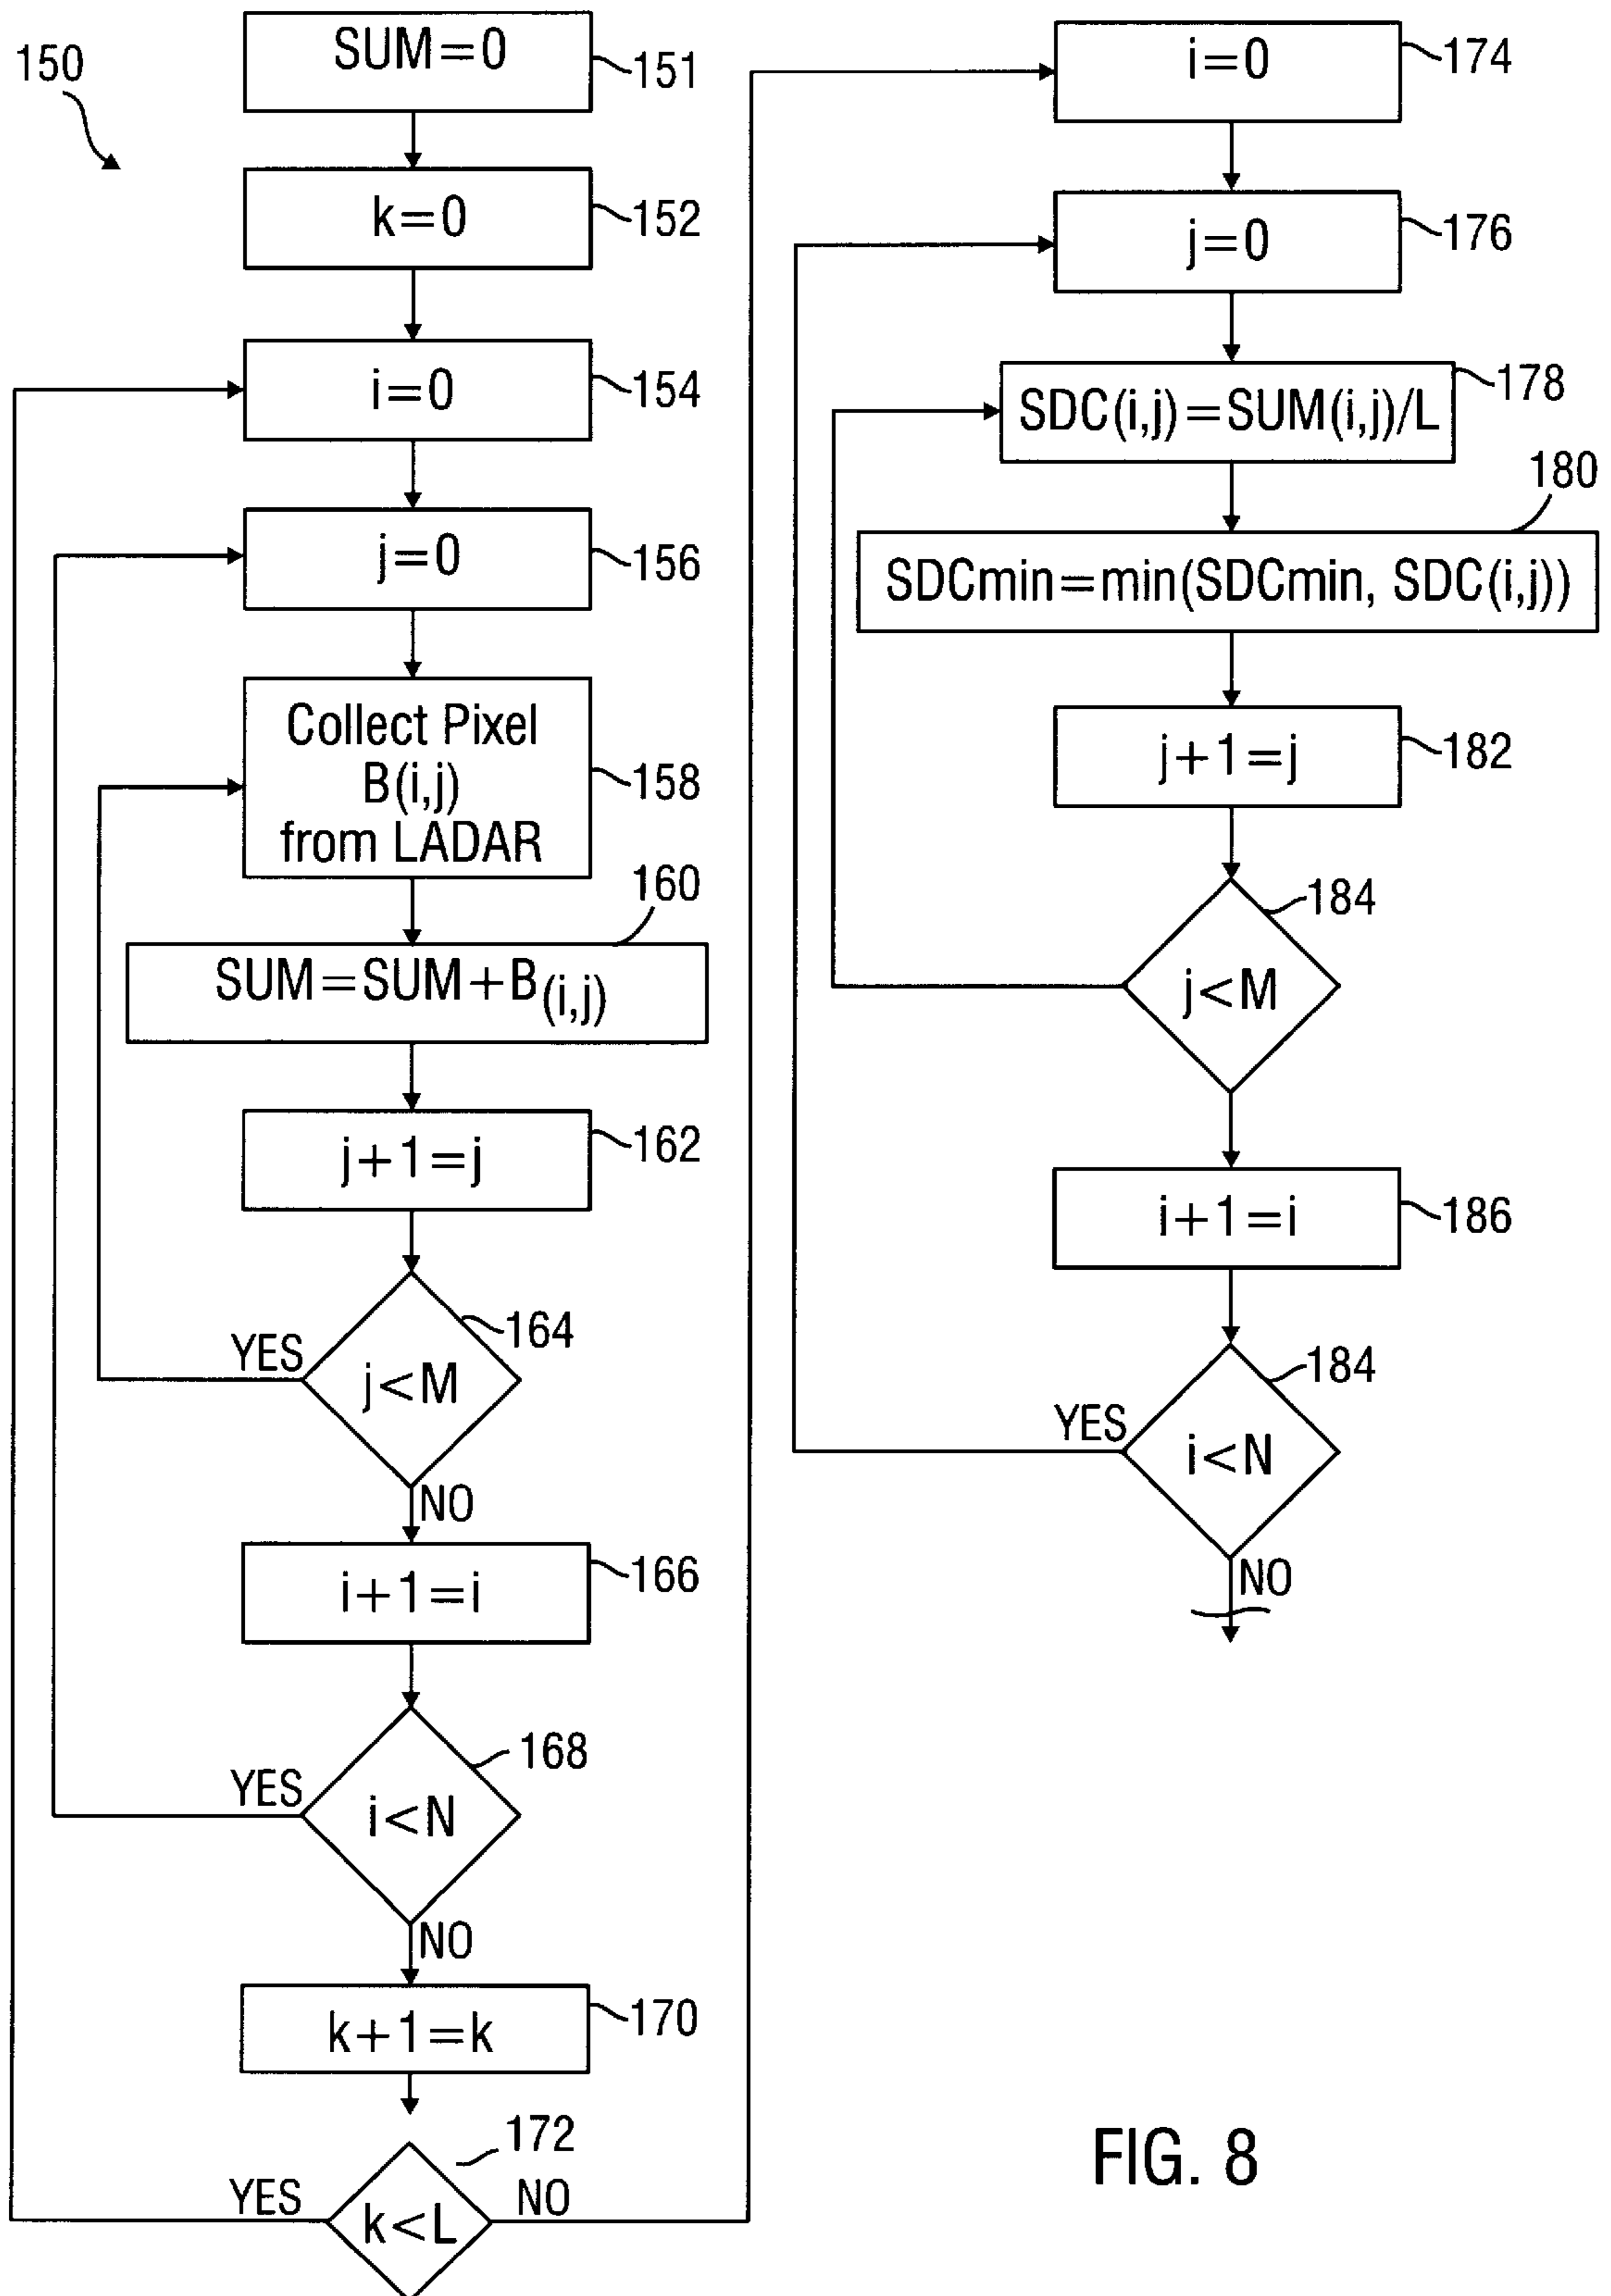 150
SUM=0
151
k=0
152
i=0
154
j=0
156
Collect Pixel
B(i,j)
from LADAR
158
160
SUM=SUM+B(i,j)
j+1=j
162
164
YES
j<M
NO
i+1=i
166
168
YES
i<N
NO
k+1=k
170
172
YES
k<L
NO
i=0
174
j=0
176
SDC(i,j)=SUM(i,j)/L
178
180
SDCmin=min(SDCmin, SDC(i,j))
j+1=j
182
184
j<M
i+1=i
186
184
YES
i<N
NO
FIG. 8